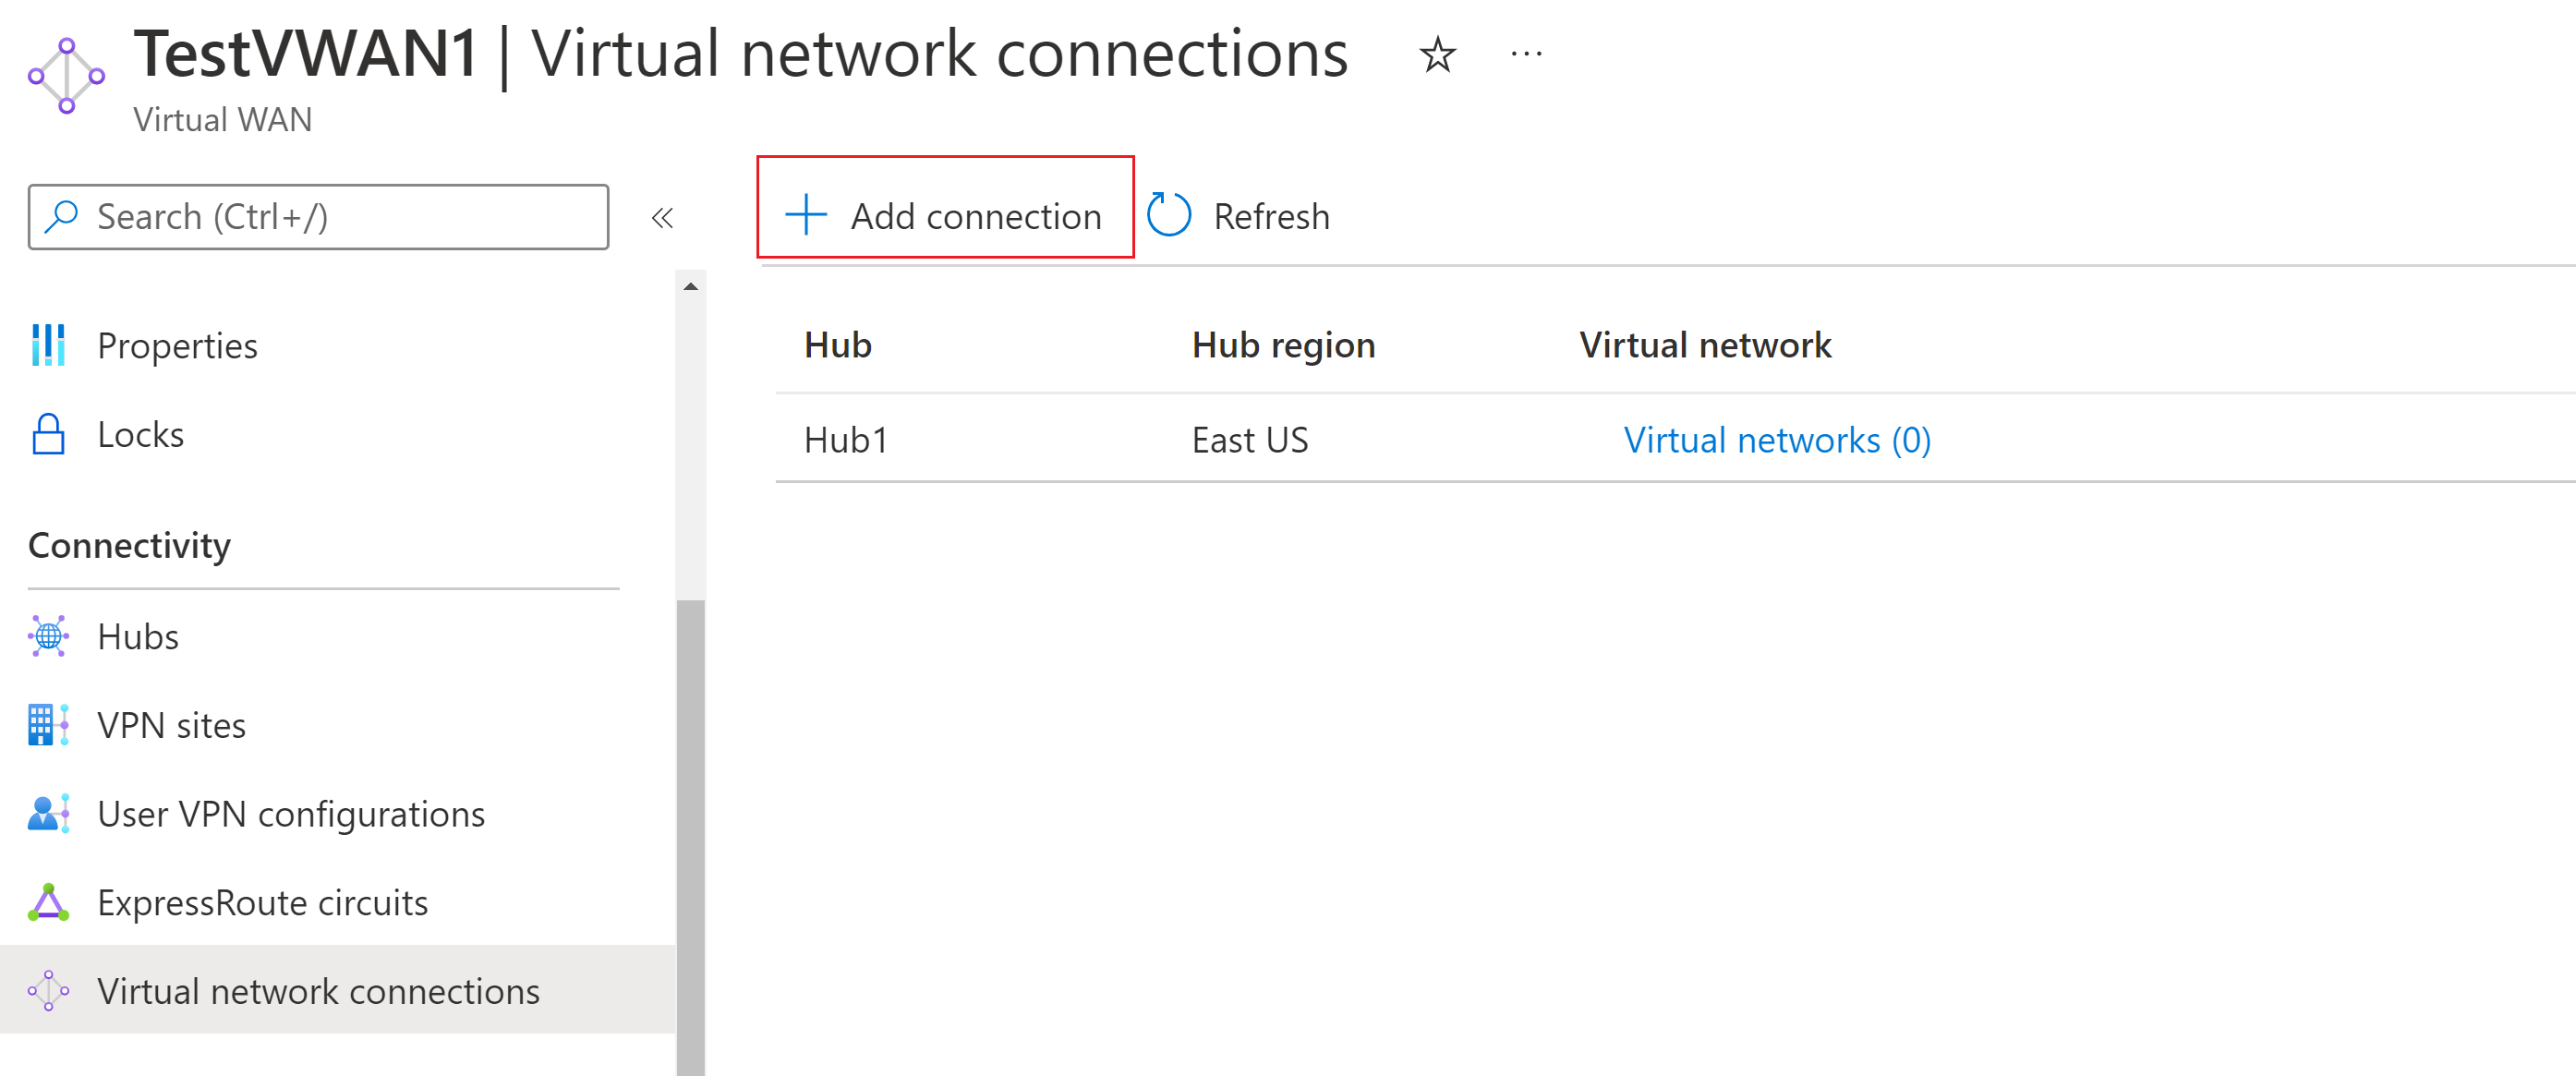 TestVWAN1 | Virtual network connections
Virtual WAN
Search (Ctrl+/)
Properties
Locks
Connectivity
Hubs
VPN sites
User VPN configurations
ExpressRoute circuits
Virtual network connections
Add connection
Refresh
Hub Hub region Virtual network
Hub1 East US Virtual networks (0)